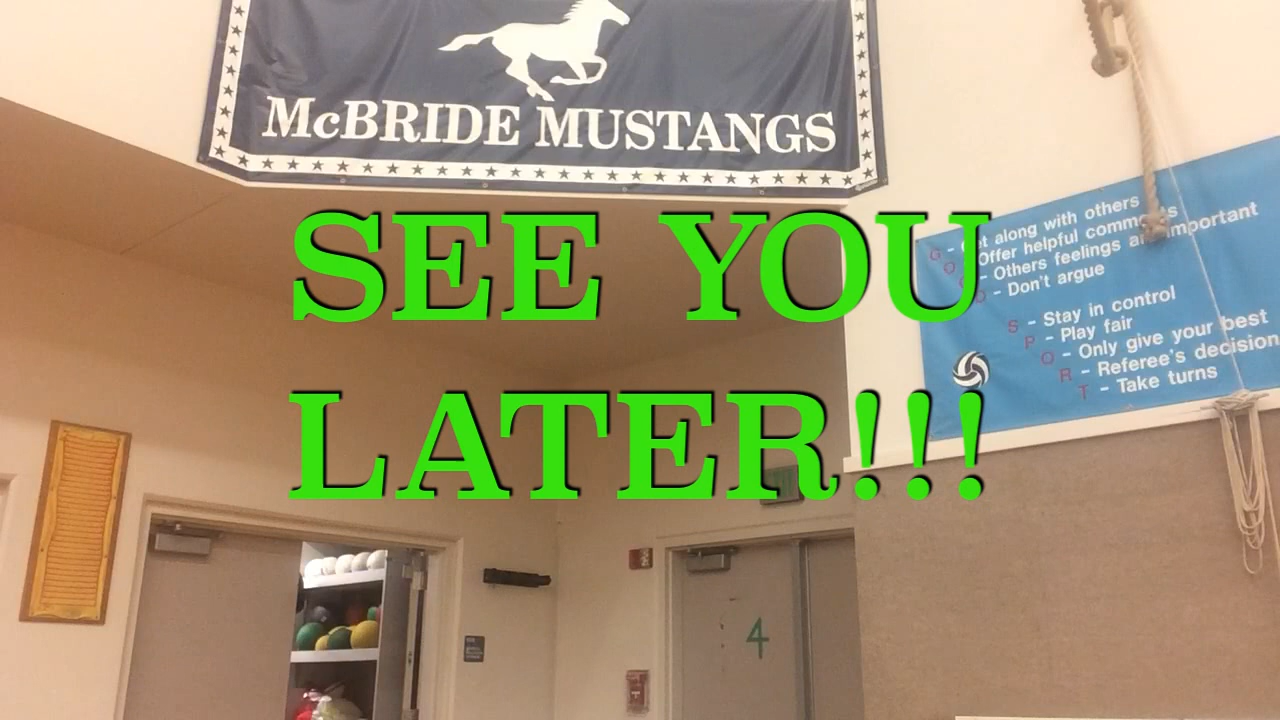 McBRIDE MUSTANGS
SEE YOU
LATER!!!
G - Get along with others
O - Offer helpful comments
O - Others feelings are important
D - Don't argue
S - Stay in control
P - Play fair
O - Only give your best
R - Referee's decision
T - Take turns
4